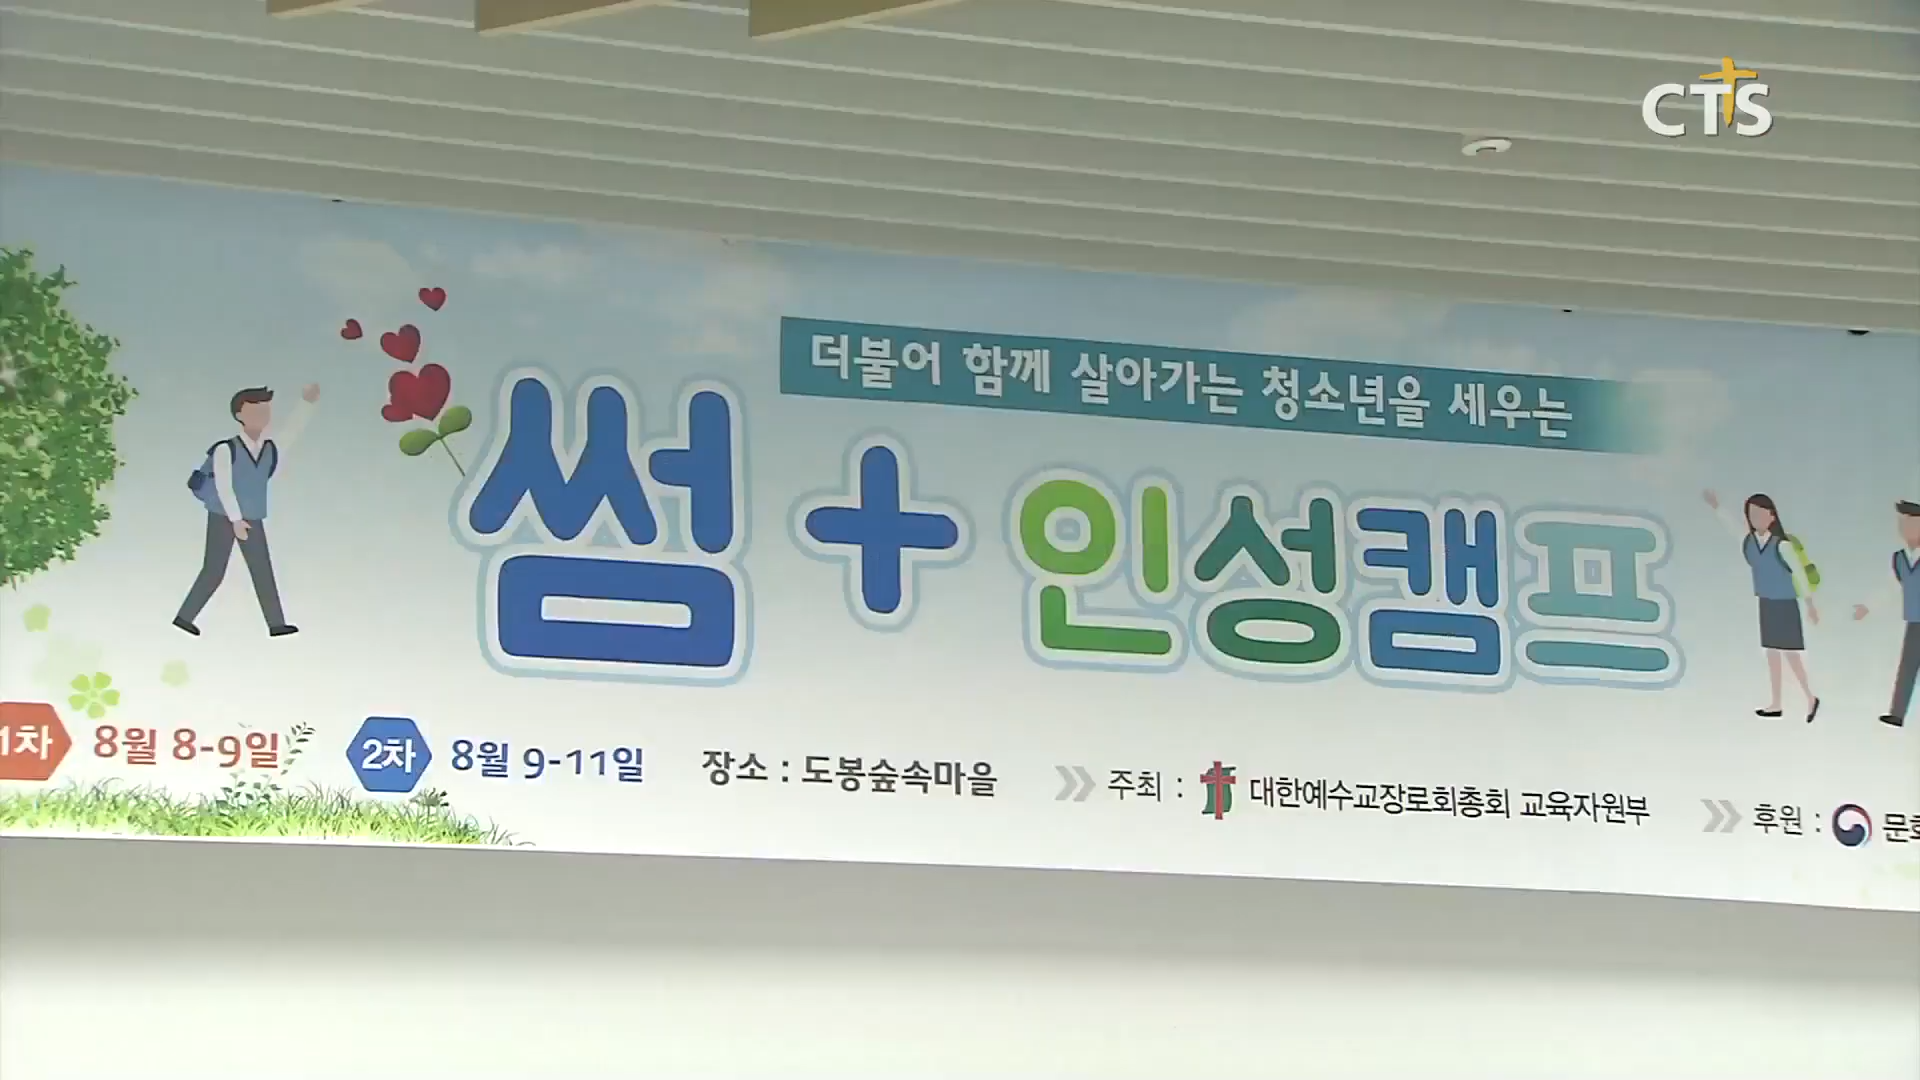 CTS
더불어 함께 살아가는 청소년을 세우는
썸+인성캠프
1차 8월 8-9일 2차 8월 9-11일 장소 : 도봉숲속마을 주최 : 대한예수교장로회총회 교육자원부 후원 :